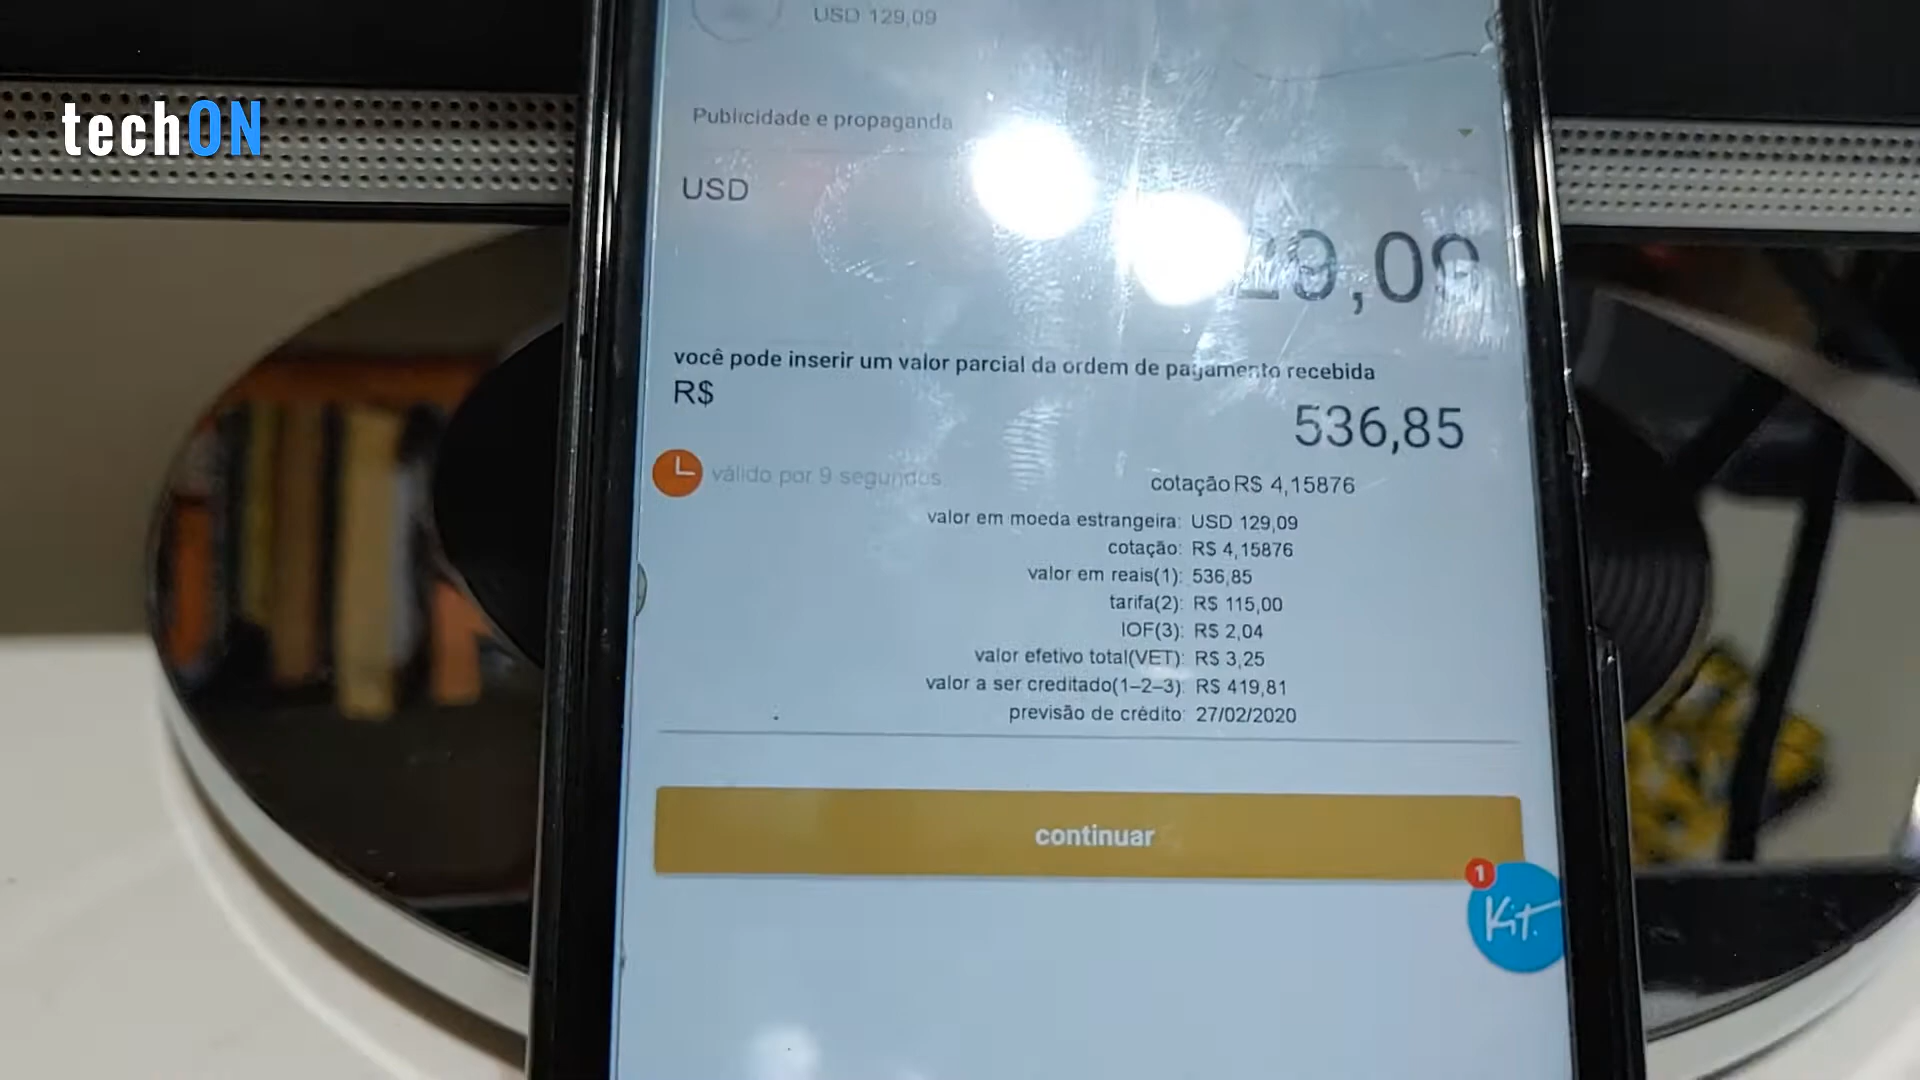 techON
USD 129,09
Publicidade e propaganda
USD
29,09
você pode inserir um valor parcial da ordem de pagamento recebida
R$
536,85
válido por 9 segundos
cotação R$ 4,15876
valor em moeda estrangeira: USD 129,09
cotação: R$ 4,15876
valor em reais(1): 536,85
tarifa(2): R$ 115,00
IOF(3): R$ 2,04
valor efetivo total(VET): R$ 3,25
valor a ser creditado(1–2–3): R$ 419,81
previsão de crédito: 27/02/2020
continuar
1
Kit.